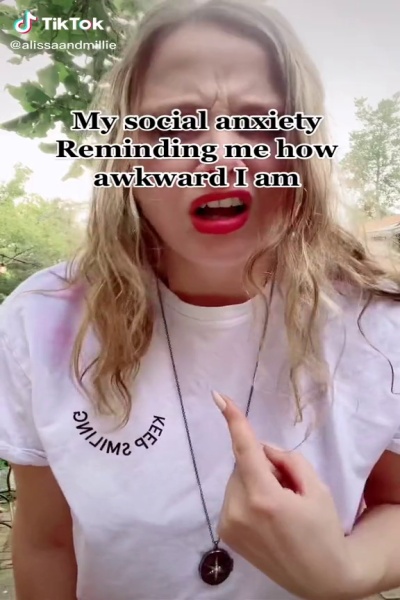 TikTok
@alissaandmillie
My social anxiety
Reminding me how
awkward I am
KEEP SMILING